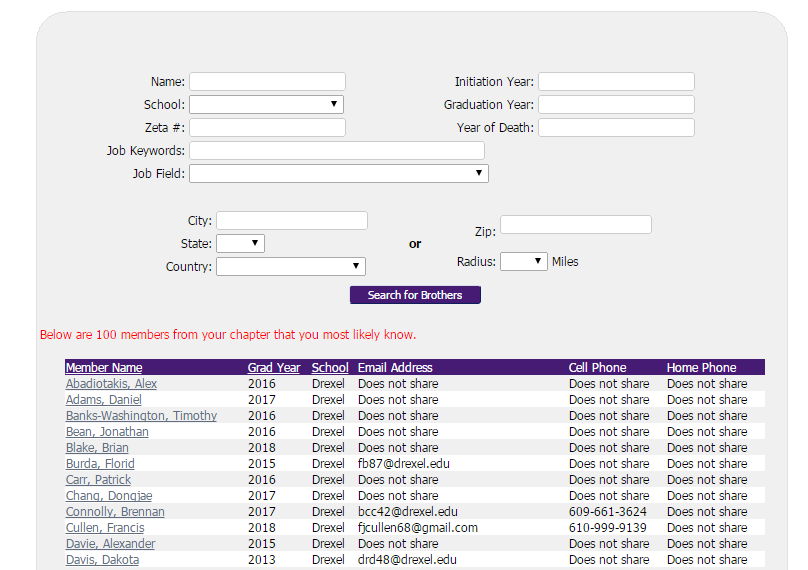 Name: Initiation Year:
School: Graduation Year:
Zeta #: Year of Death:
Job Keywords:
Job Field:
City:
Zip:
State:
or
Country:
Radius: Miles
Search for Brothers
Below are 100 members from your chapter that you most likely know.
Member Name Grad Year School Email Address Cell Phone Home Phone
Abadiotakis, Alex 2016 Drexel Does not share Does not share Does not share
Adams, Daniel 2017 Drexel Does not share Does not share Does not share
Banks-Washington, Timothy 2016 Drexel Does not share Does not share Does not share
Bean, Jonathan 2016 Drexel Does not share Does not share Does not share
Blake, Brian 2018 Drexel Does not share Does not share Does not share
Burda, Florid 2015 Drexel fb87@drexel.edu Does not share Does not share
Carr, Patrick 2016 Drexel Does not share Does not share Does not share
Chang, Dongjae 2017 Drexel Does not share Does not share Does not share
Connolly, Brennan 2017 Drexel bcc42@drexel.edu 609-661-3624 Does not share
Cullen, Francis 2018 Drexel fjcullen68@gmail.com 610-999-9139 Does not share
Davie, Alexander 2015 Drexel Does not share Does not share Does not share
Davis, Dakota 2013 Drexel drd48@drexel.edu Does not share Does not share